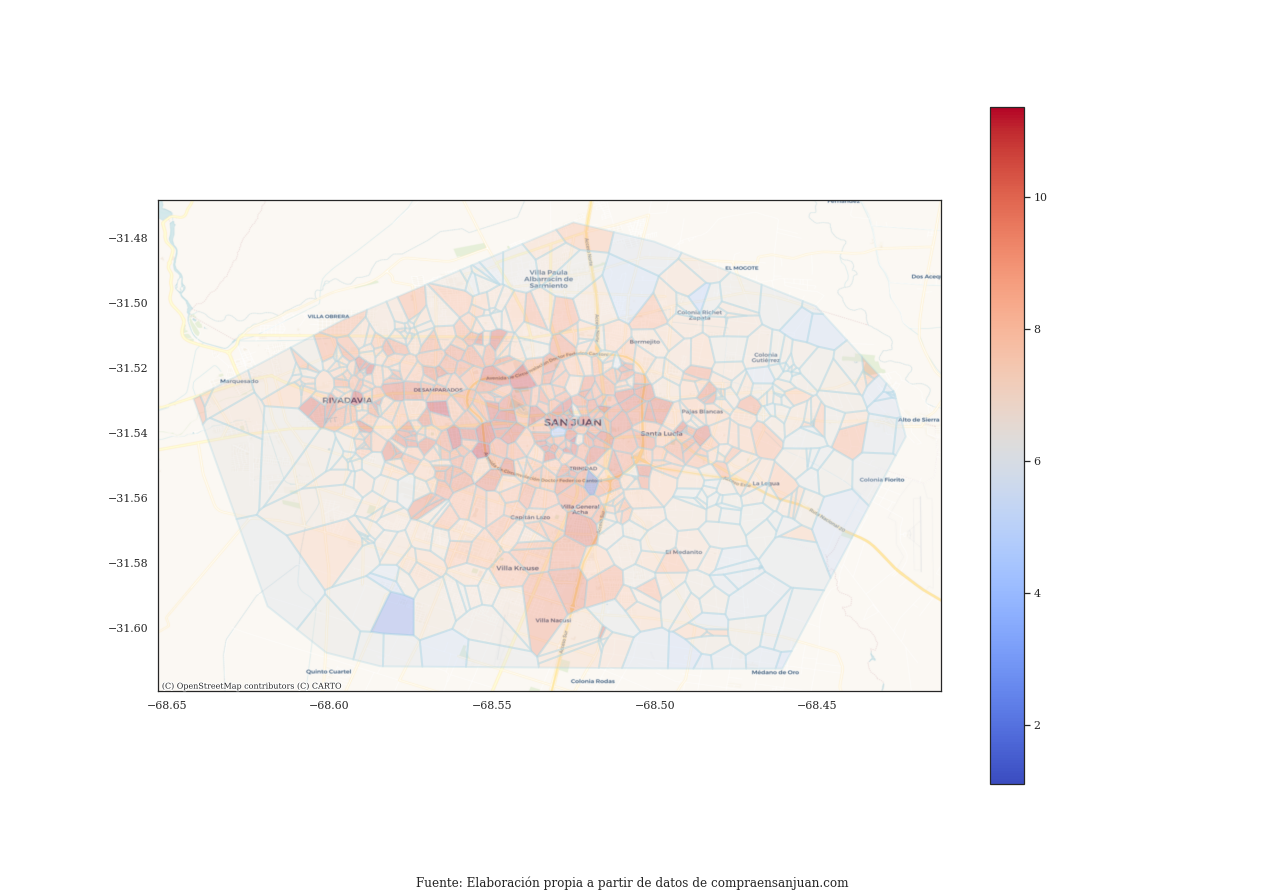 Fernandes
−31.48
−31.50
−31.52
−31.54
−31.56
−31.58
−31.60
Villa Paula
Albarracín de
Sarmiento
EL MOCOTE
Dos Aceq
VILLA OBRERA
Colonia Richet
Zapata
Bermejito
Colonia
Gutiérrez
Marquesado
DESAMPARADOS
RIVADAVIA
SAN JUAN
Pujas Blancas
Alto de Sierra
Santa Lucía
TRINIDAD
Colonia Fiorito
La Legua
Villa General
Acha
Capitán Lazo
El Medanito
Villa Krause
Villa Nacusi
Quinto Cuartel
Médano de Oro
Colonia Rodas
(C) OpenStreetMap contributors (C) CARTO
−68.65
−68.60
−68.55
−68.50
−68.45
10
8
6
4
2
Fuente: Elaboración propia a partir de datos de compraensanjuan.com